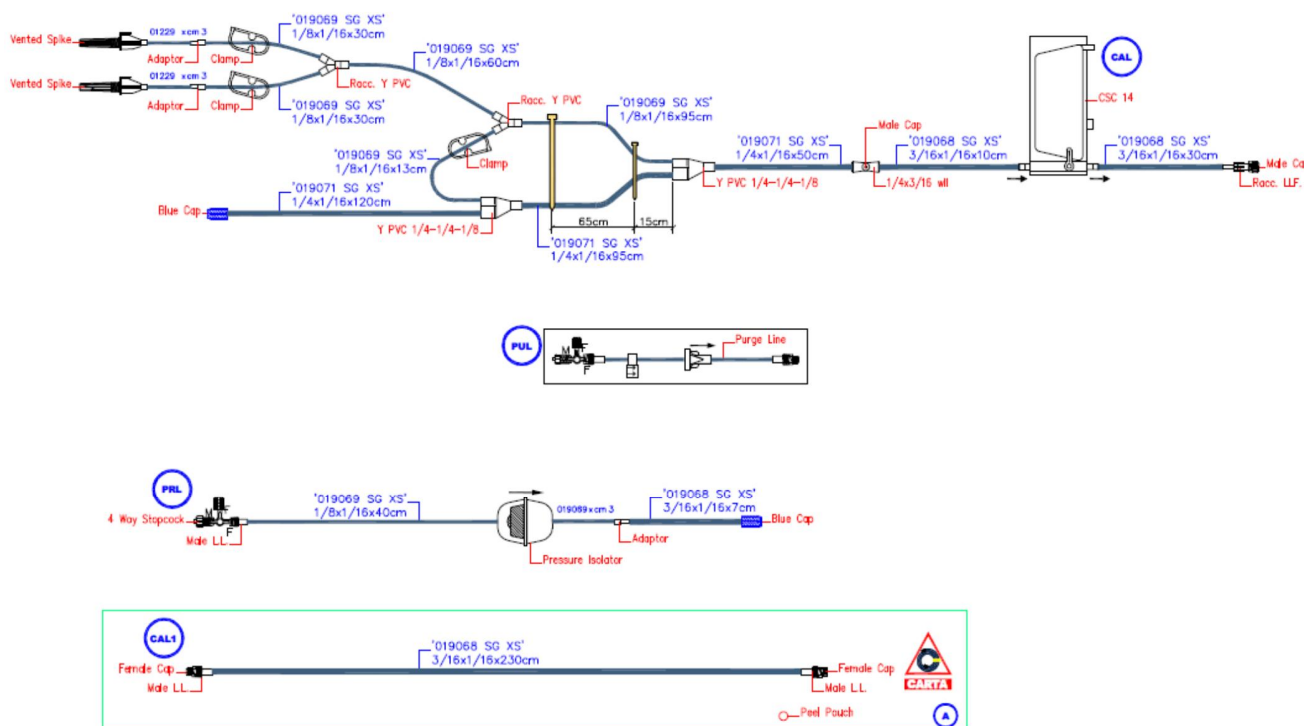 '019069 SG XS'
1/8x1/16x30cm
01229 xcm 3
Vented Spike
Adaptor
Clamp
'019069 SG XS'
1/8x1/16x60cm
01229 xcm 3
Vented Spike
Adaptor
Clamp
Racc. Y PVC
'019069 SG XS'
1/8x1/16x30cm
Racc. Y PVC
'019069 SG XS'
1/8x1/16x95cm
CAL
CSC 14
Male Cap
'019069 SG XS'
1/8x1/16x13cm
Clamp
'019071 SG XS'
1/4x1/16x50cm
'019068 SG XS'
3/16x1/16x10cm
'019068 SG XS'
3/16x1/16x30cm
Male Ca
Racc. LLF.
Y PVC 1/4-1/4-1/8
1/4x3/16 wll
'019071 SG XS'
1/4x1/16x120cm
Blue Cap
Y PVC 1/4-1/4-1/8
65cm
15cm
'019071 SG XS'
1/4x1/16x95cm
PUL
Purge Line
M
F
F
PRL
4 Way Stopcock
M
F
F
Male L.L.
'019069 SG XS'
1/8x1/16x40cm
Pressure Isolator
019069xcm 3
Adaptor
'019068 SG XS'
3/16x1/16x7cm
Blue Cap
CAL1
Female Cap
Male L.L.
'019068 SG XS'
3/16x1/16x230cm
Female Cap
Male L.L.
C
CARTA
Peel Pouch
A